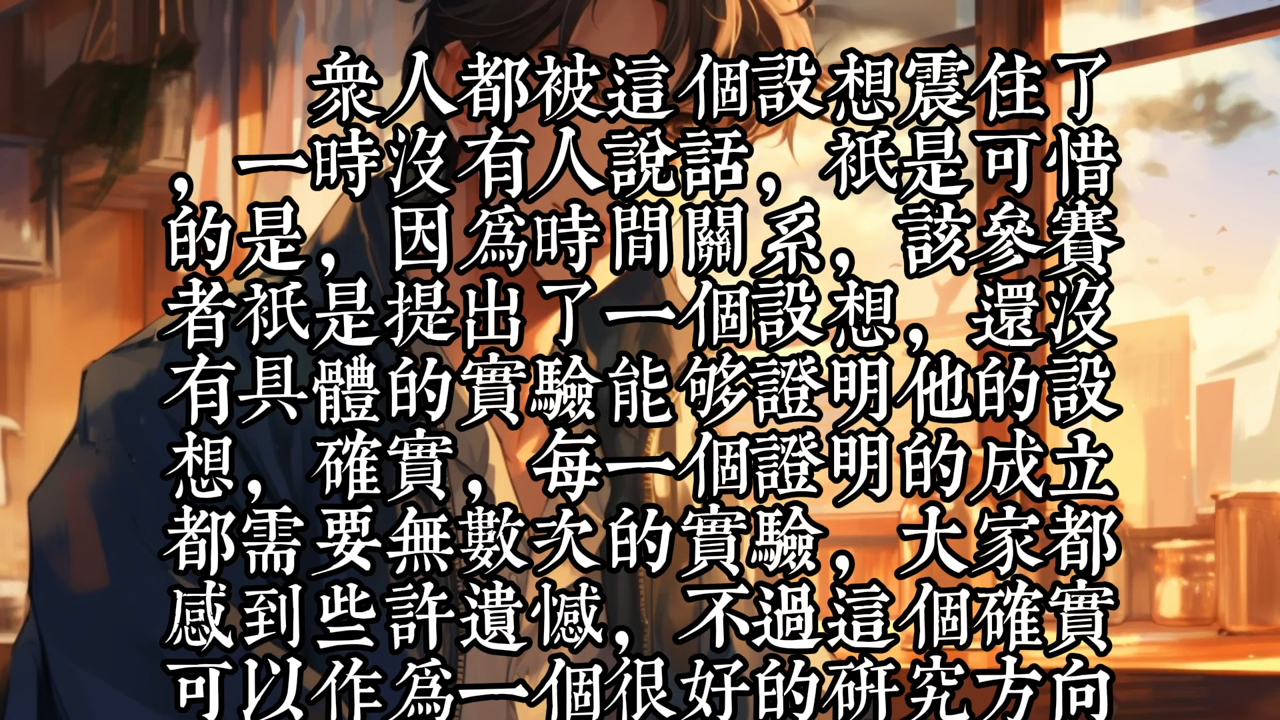 衆人都被這個設想震住了
，一時沒有人說話，衹是可惜
的是，因爲時間關系，該參賽
者衹是提出了一個設想，還沒
有具體的實驗能够證明他的設
想，確實，每一個證明的成立
都需要無數次的實驗，大家都
感到些許遺憾，不過這個確實
可以作爲一個很好的研究方向